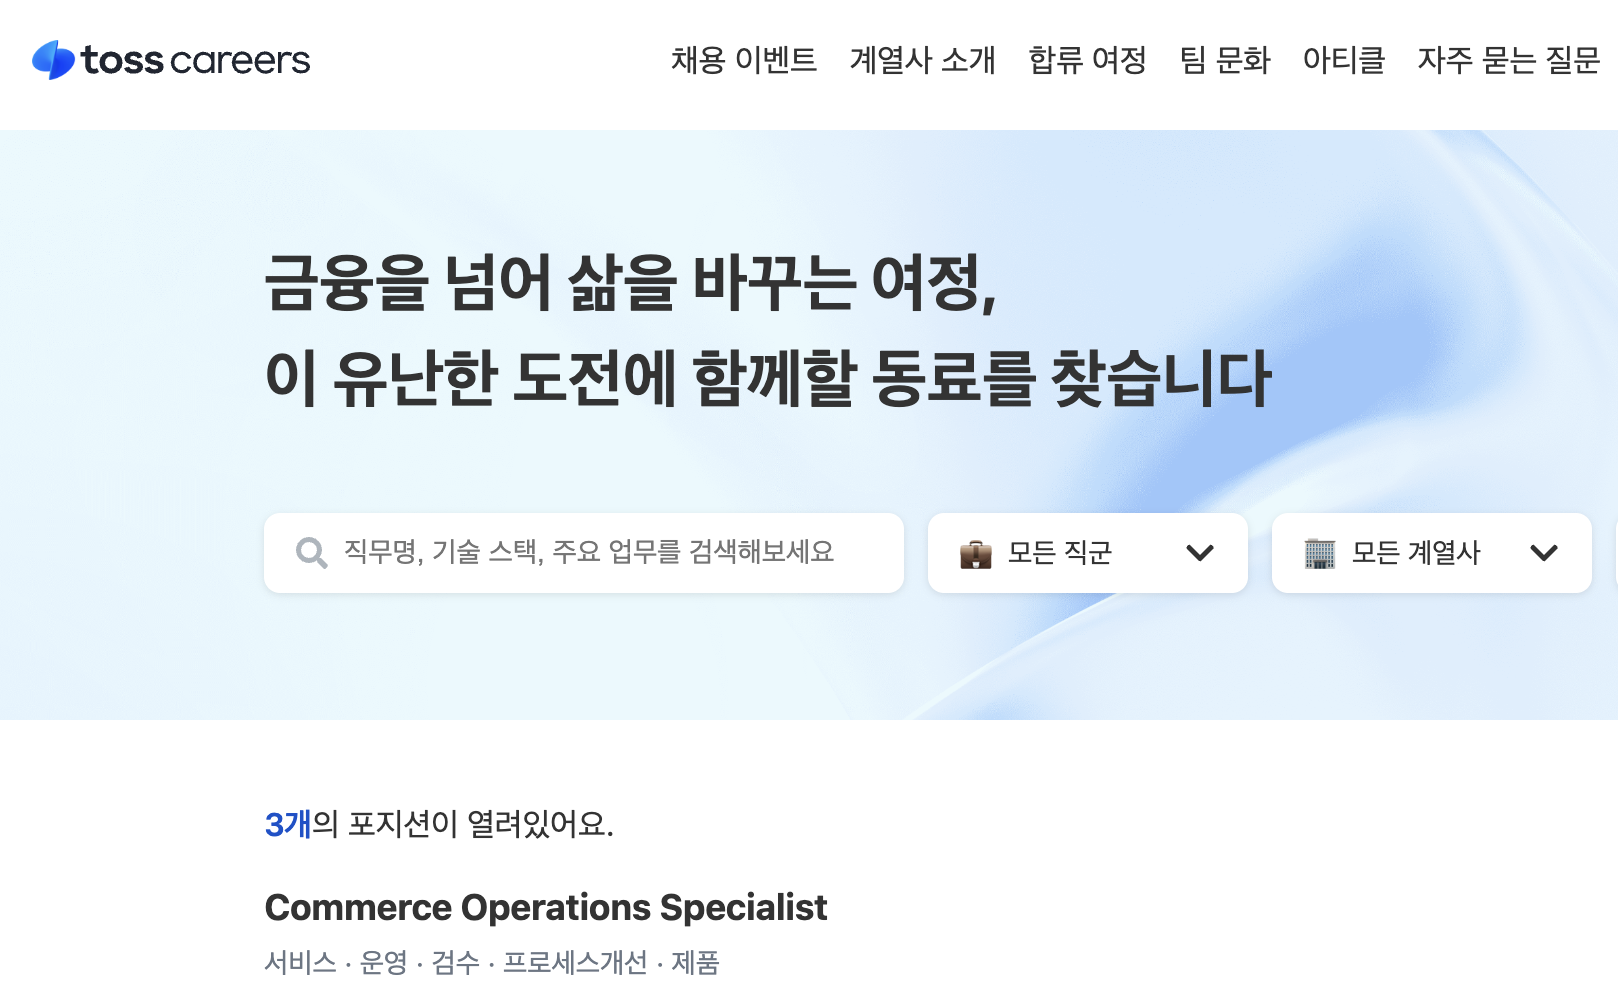 toss careers
채용 이벤트 계열사 소개 합류 여정 팀 문화 아티클 자주 묻는 질문
금융을 넘어 삶을 바꾸는 여정,
이 유난한 도전에 함께할 동료를 찾습니다
직무명, 기술 스택, 주요 업무를 검색해보세요
모든 직군
모든 계열사
3개의 포지션이 열려있어요.
Commerce Operations Specialist
서비스 · 운영 · 검수 · 프로세스개선 · 제품